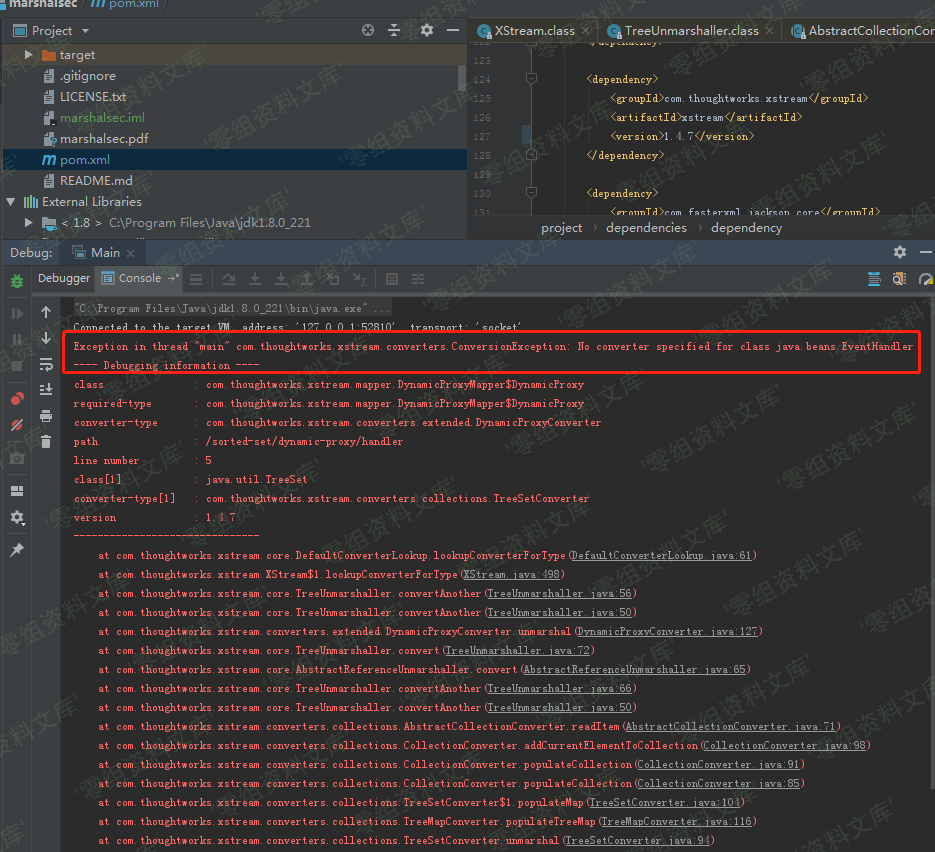 marshalsec
pom.xml
Project
XStream.class
TreeUnmarshaller.class
AbstractCollectionCon
target
.gitignore
LICENSE.txt
marshalsec.iml
marshalsec.pdf
pom.xml
README.md
External Libraries
< 1.8 > C:\Program Files\Java\jdk1.8.0_221
122 </dependency>
123
124 <dependency>
125 <groupId>com.thoughtworks.xstream</groupId>
126 <artifactId>xstream</artifactId>
127 <version>1.4.7</version>
128 </dependency>
129
130 <dependency>
131 <groupId>com.fasterxml.jackson.core</groupId>
project > dependencies > dependency
Debug: Main
Debugger Console
"C:\Program Files\Java\jdk1.8.0_221\bin\java.exe" ...
Connected to the target VM, address: '127.0.0.1:52810', transport: 'socket'
Exception in thread "main" com.thoughtworks.xstream.converters.ConversionException: No converter specified for class java.beans.EventHandler
---- Debugging information ----
class : com.thoughtworks.xstream.mapper.DynamicProxyMapper$DynamicProxy
required-type : com.thoughtworks.xstream.mapper.DynamicProxyMapper$DynamicProxy
converter-type : com.thoughtworks.xstream.converters.extended.DynamicProxyConverter
path : /sorted-set/dynamic-proxy/handler
line number : 5
class[1] : java.util.TreeSet
converter-type[1] : com.thoughtworks.xstream.converters.collections.TreeSetConverter
version : 1.4.7
-------------------------------
at com.thoughtworks.xstream.core.DefaultConverterLookup.lookupConverterForType(DefaultConverterLookup.java:61)
at com.thoughtworks.xstream.XStream$1.lookupConverterForType(XStream.java:498)
at com.thoughtworks.xstream.core.TreeUnmarshaller.convertAnother(TreeUnmarshaller.java:56)
at com.thoughtworks.xstream.core.TreeUnmarshaller.convertAnother(TreeUnmarshaller.java:50)
at com.thoughtworks.xstream.converters.extended.DynamicProxyConverter.unmarshal(DynamicProxyConverter.java:127)
at com.thoughtworks.xstream.core.TreeUnmarshaller.convert(TreeUnmarshaller.java:72)
at com.thoughtworks.xstream.core.AbstractReferenceUnmarshaller.convert(AbstractReferenceUnmarshaller.java:65)
at com.thoughtworks.xstream.core.TreeUnmarshaller.convertAnother(TreeUnmarshaller.java:66)
at com.thoughtworks.xstream.core.TreeUnmarshaller.convertAnother(TreeUnmarshaller.java:50)
at com.thoughtworks.xstream.converters.collections.AbstractCollectionConverter.readItem(AbstractCollectionConverter.java:71)
at com.thoughtworks.xstream.converters.collections.CollectionConverter.addCurrentElementToCollection(CollectionConverter.java:98)
at com.thoughtworks.xstream.converters.collections.CollectionConverter.populateCollection(CollectionConverter.java:91)
at com.thoughtworks.xstream.converters.collections.CollectionConverter.populateCollection(CollectionConverter.java:85)
at com.thoughtworks.xstream.converters.collections.TreeSetConverter$1.populateMap(TreeSetConverter.java:104)
at com.thoughtworks.xstream.converters.collections.TreeMapConverter.populateTreeMap(TreeMapConverter.java:116)
at com.thoughtworks.xstream.converters.collections.TreeSetConverter.unmarshal(TreeSetConverter.java:94)
'零组资料文库'